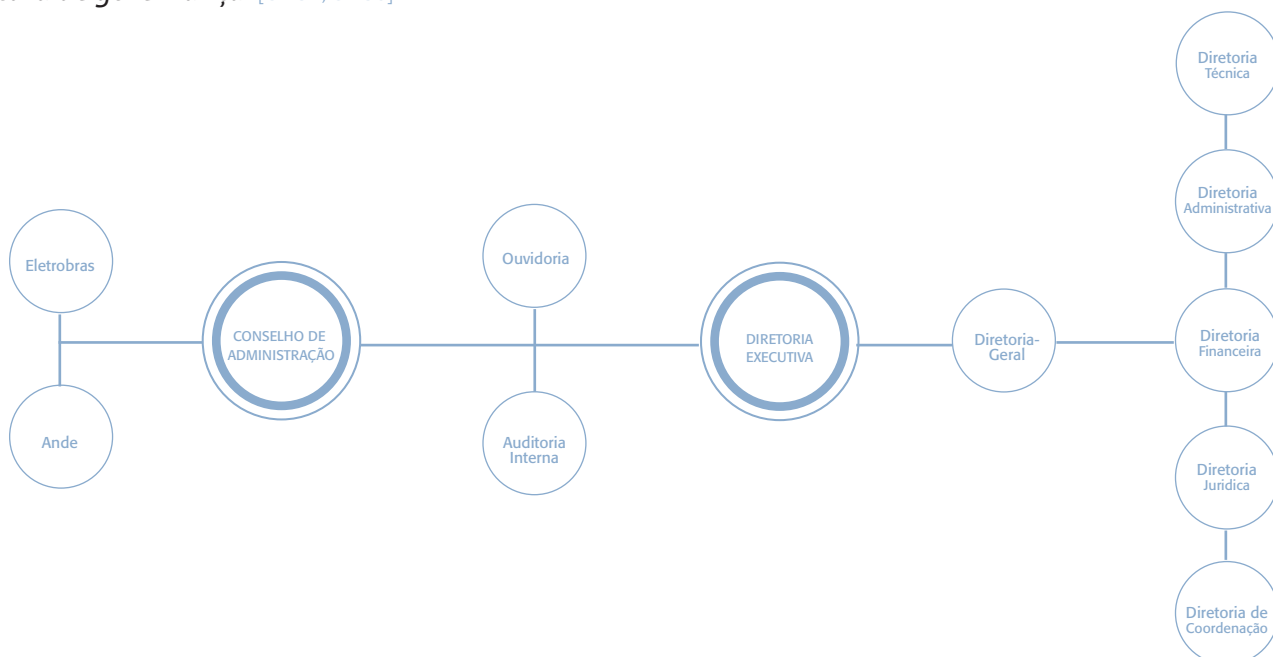 Diretoria
Técnica
Diretoria
Administrativa
Eletrobras
Ouvidoria
CONSELHO DE
ADMINISTRAÇÃO
DIRETORIA
EXECUTIVA
Diretoria-
Geral
Diretoria
Financeira
Ande
Auditoria
Interna
Diretoria
Juridica
Diretoria de
Coordenação